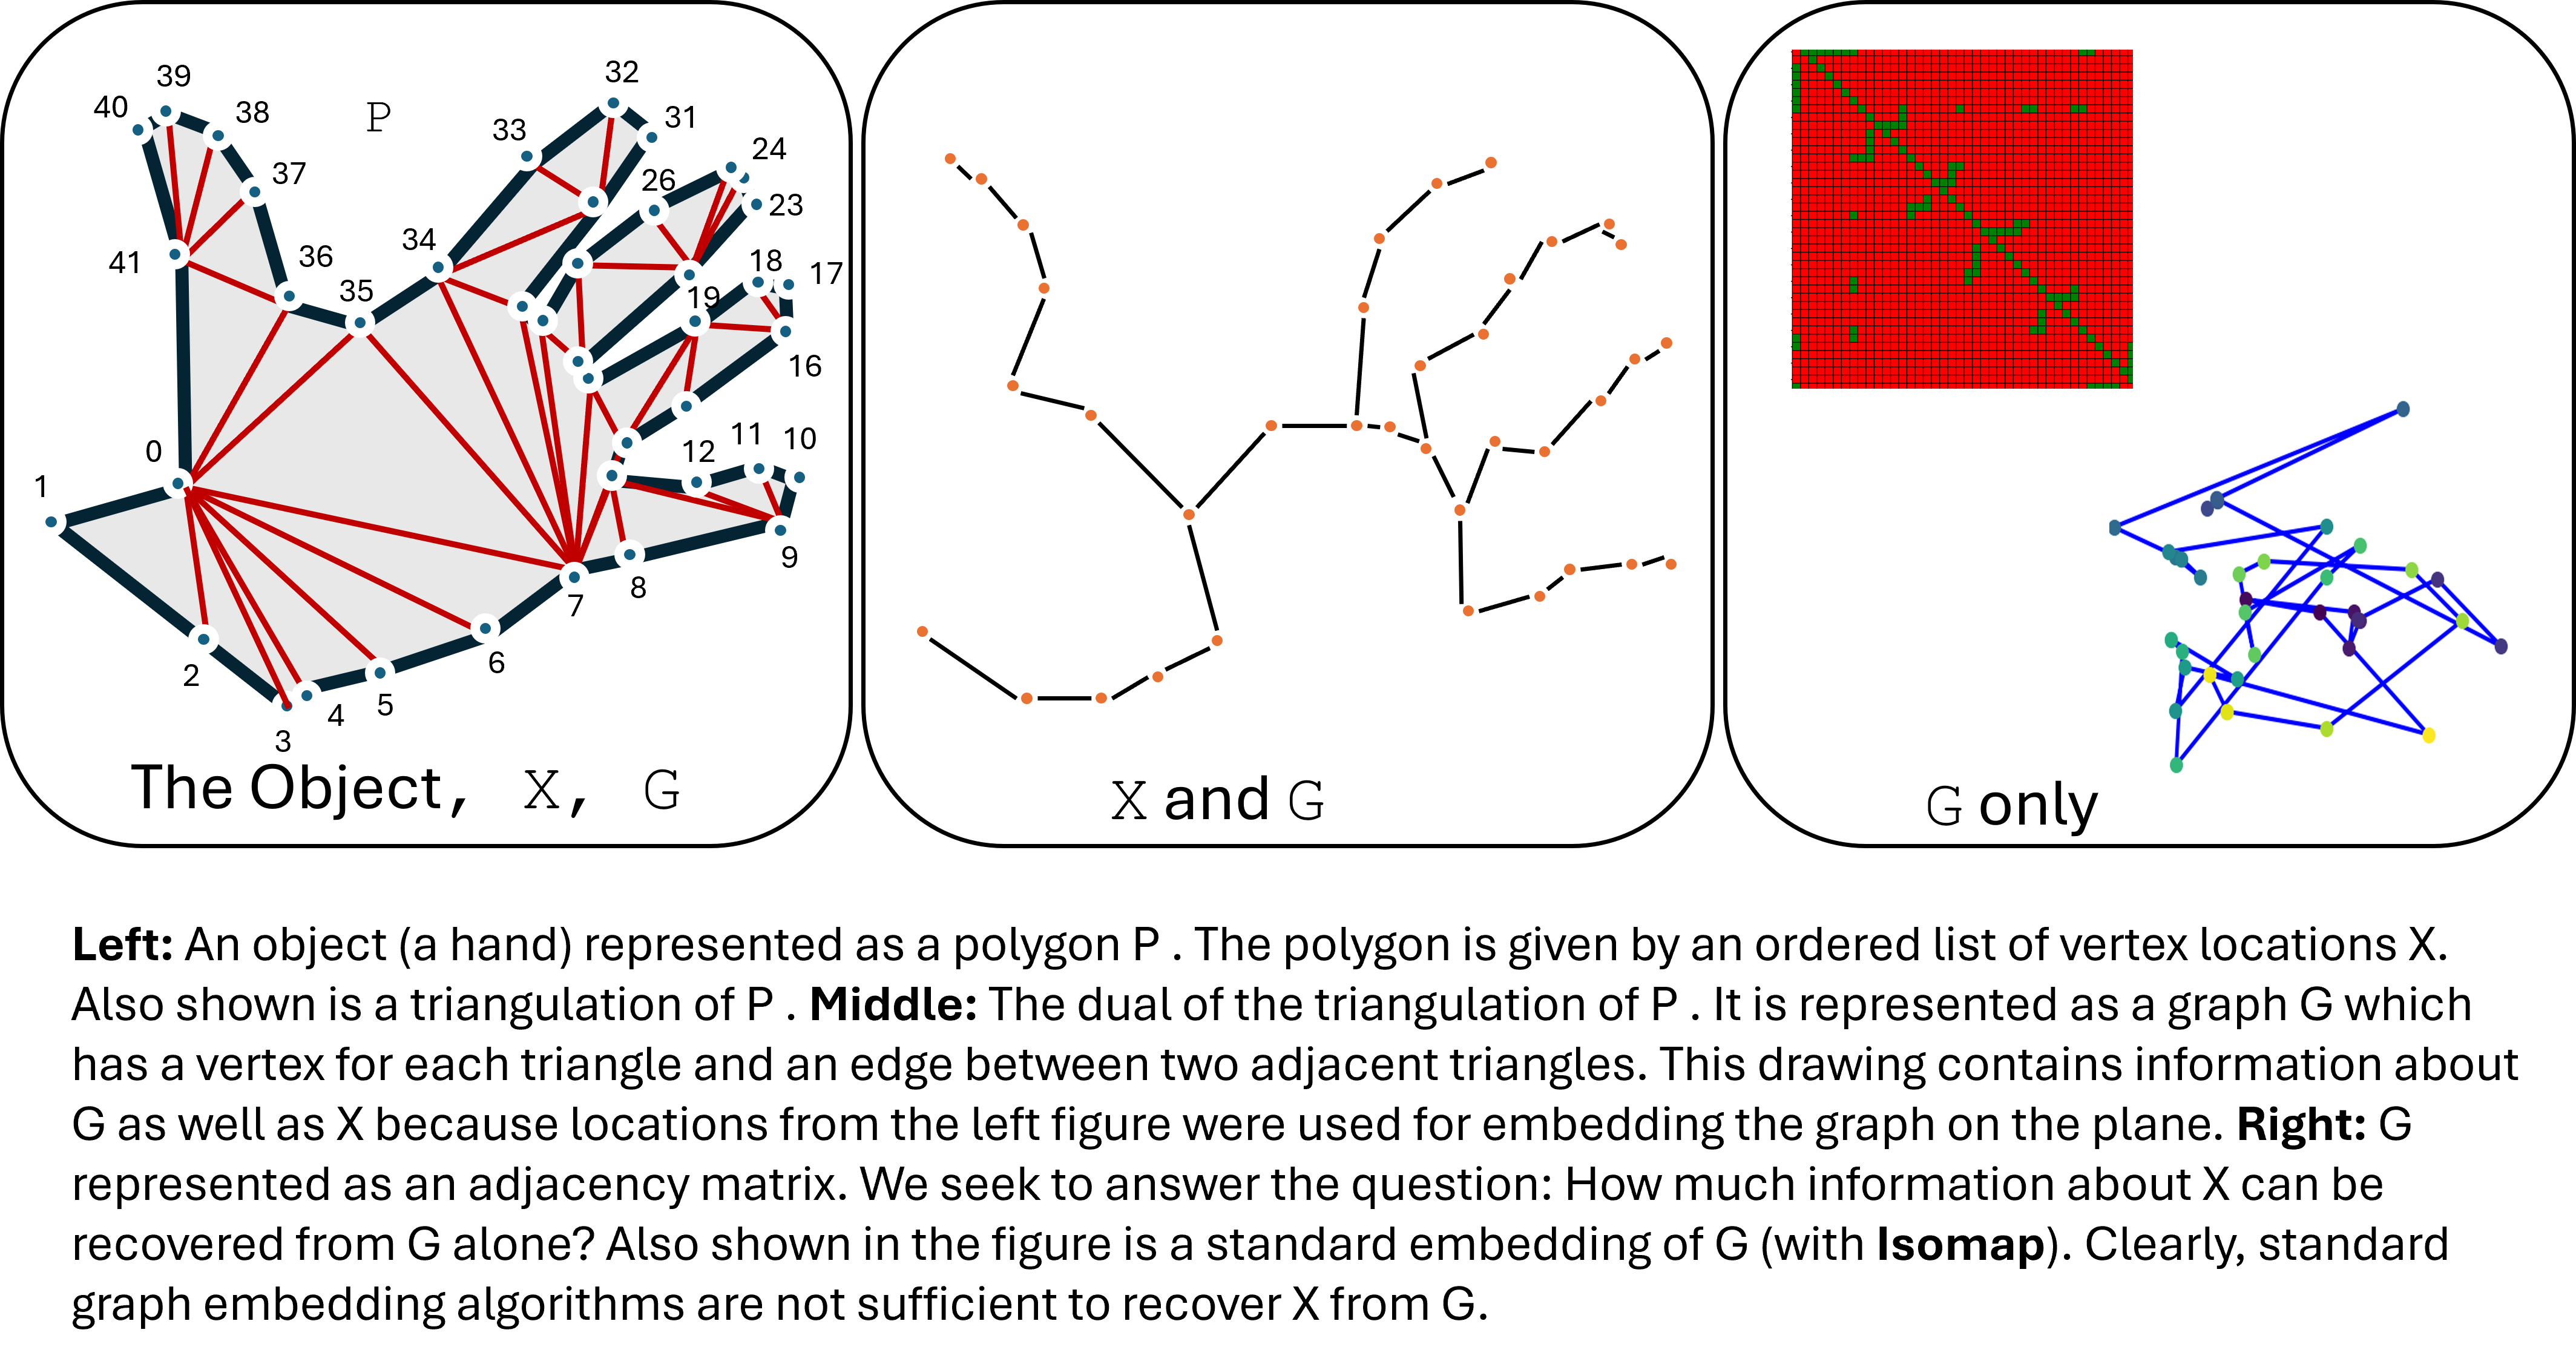 39
32
40
38
P
33
31
24
37
26
23
34
18
17
41
36
35
19
16
0
12
11
10
1
9
8
7
6
2
5
4
3
The Object, X, G
X and G
G only
Left: An object (a hand) represented as a polygon P . The polygon is given by an ordered list of vertex locations X.
Also shown is a triangulation of P . Middle: The dual of the triangulation of P . It is represented as a graph G which
has a vertex for each triangle and an edge between two adjacent triangles. This drawing contains information about
G as well as X because locations from the left figure were used for embedding the graph on the plane. Right: G
represented as an adjacency matrix. We seek to answer the question: How much information about X can be
recovered from G alone? Also shown in the figure is a standard embedding of G (with Isomap). Clearly, standard
graph embedding algorithms are not sufficient to recover X from G.